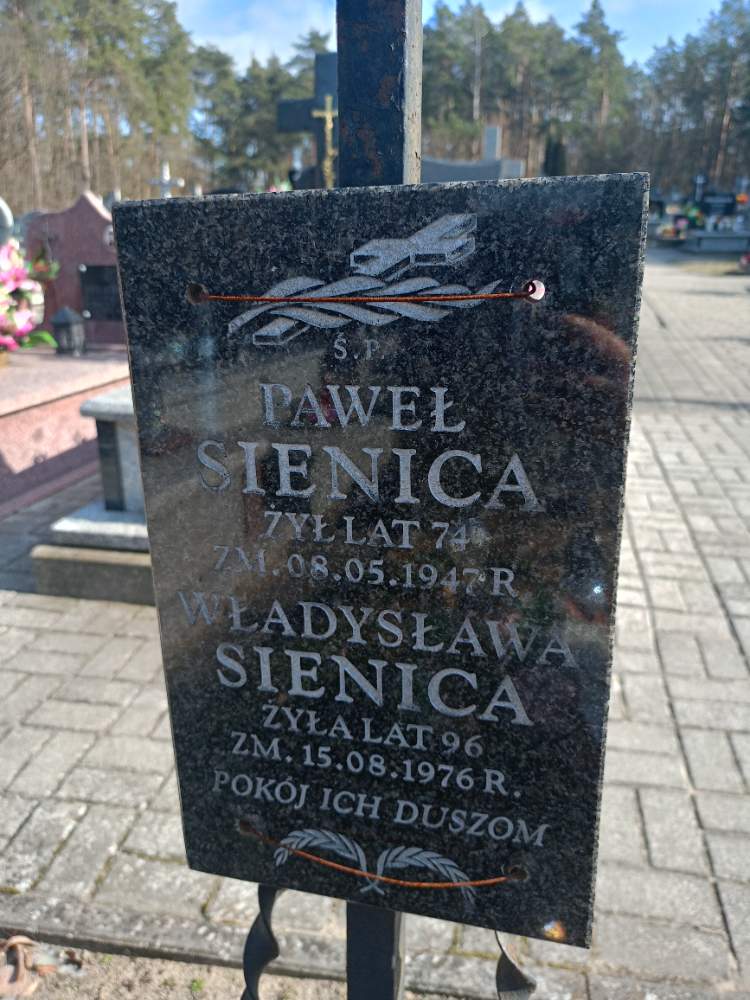 Ś.P.
PAWEŁ
SIENICA
ŻYŁ LAT 74
ZM. 08.05.1947 R
WŁADYSŁAWA
SIENICA
ŻYŁA LAT 96
ZM. 15.08.1976 R.
POKÓJ ICH DUSZOM